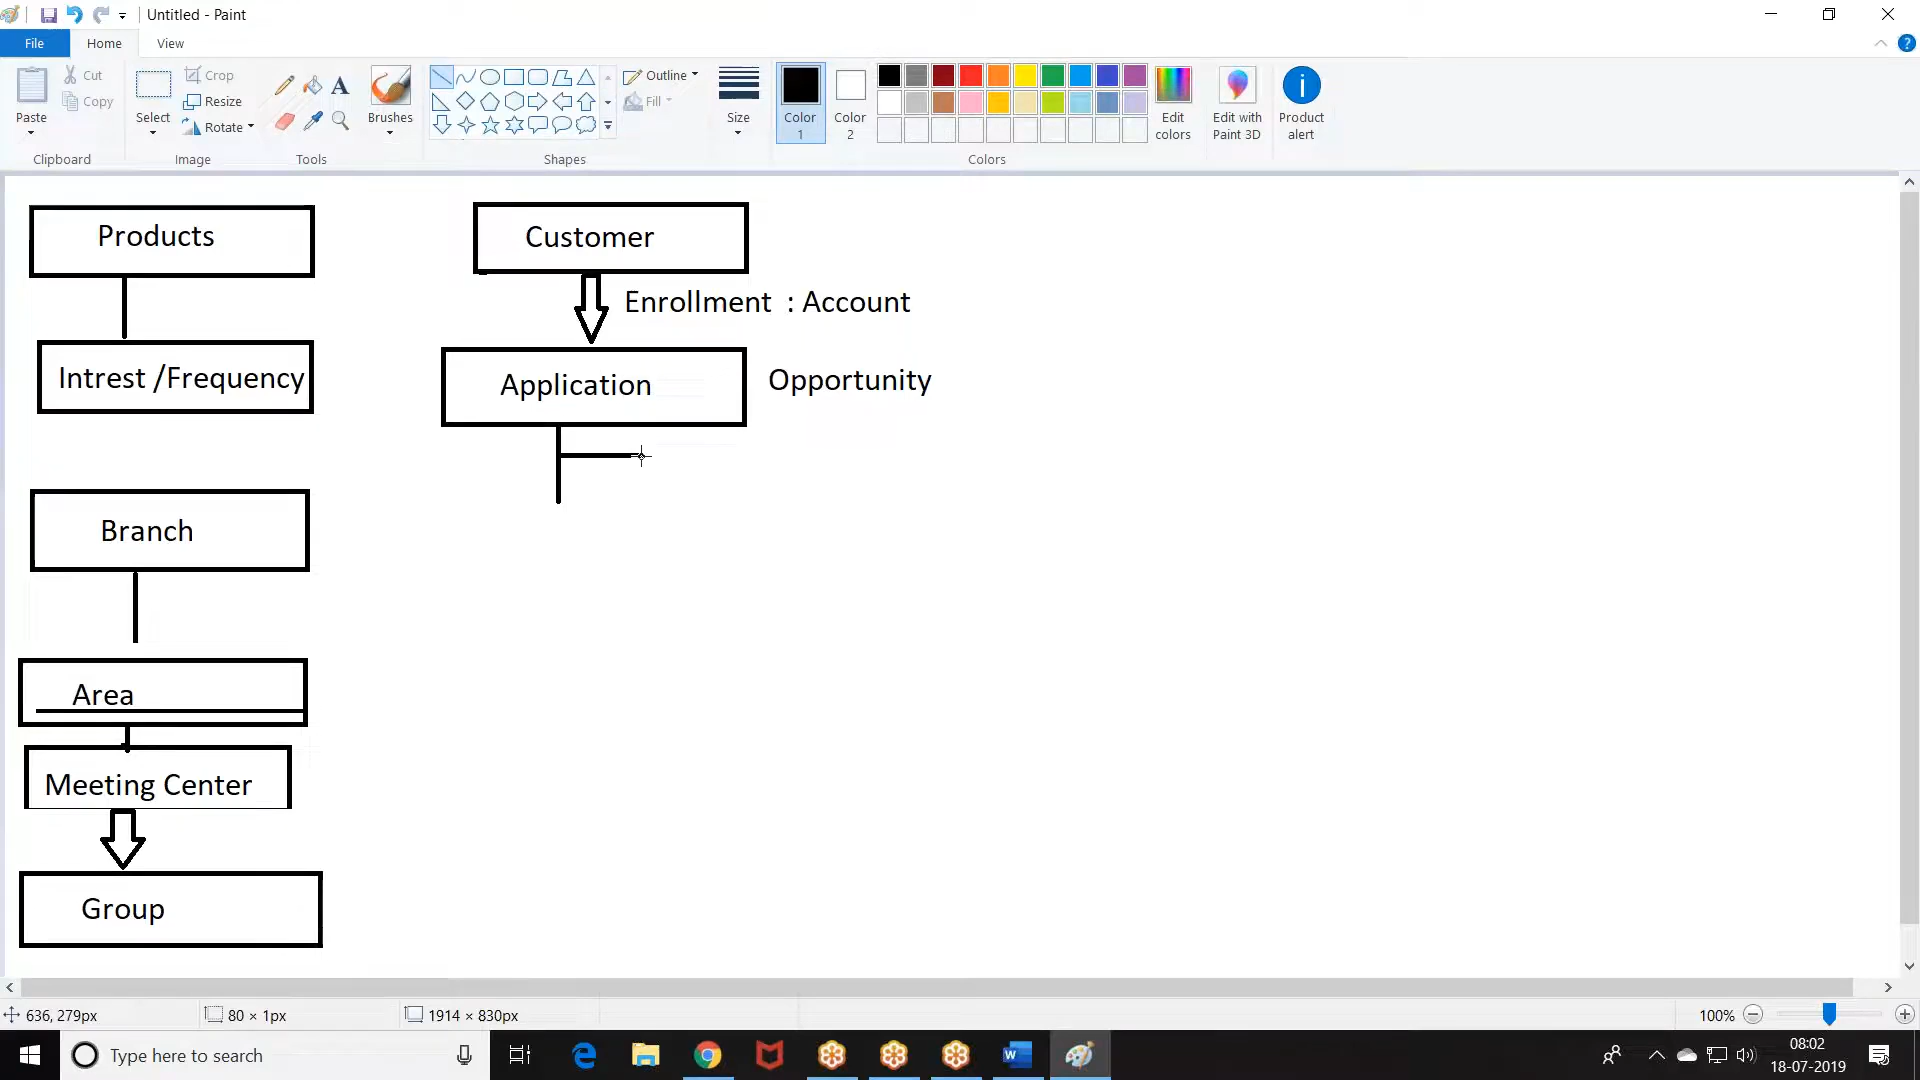 Untitled - Paint
File Home View
Paste
Cut
Copy
Clipboard
Select
Crop
Resize
Rotate
Image
Tools
Brushes
Shapes
Outline
Fill
Size
Color 1
Color 2
Colors
Edit colors
Edit with Paint 3D
Product alert
Products
Customer
Enrollment : Account
Intrest /Frequency
Application
Opportunity
Branch
Area
Meeting Center
Group
636, 279px
80 × 1px
1914 × 830px
100%
Type here to search
08:02
18-07-2019